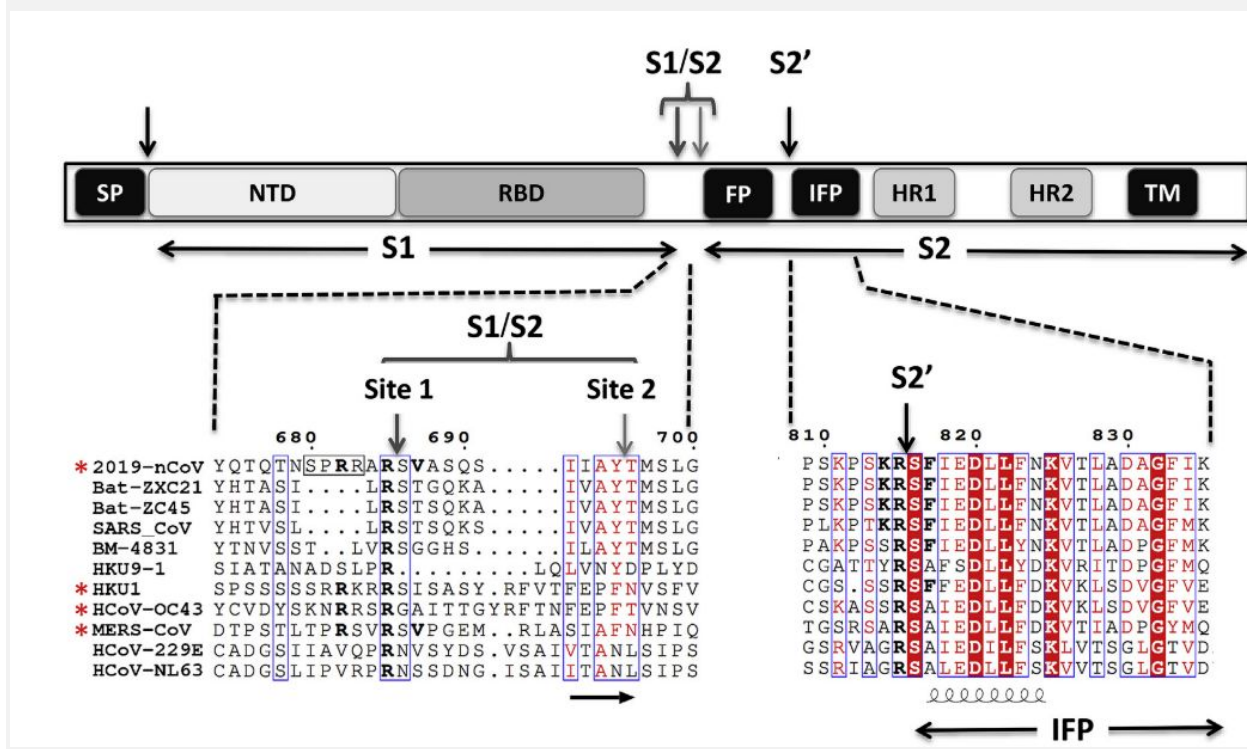 S1/S2 S2’
SP NTD RBD FP IFP HR1 HR2 TM
S1 S2
S1/S2
Site 1 Site 2 S2’
680 690 700 810 820 830
* 2019-nCoV YQTQTNSPRRARSVASQS.....IIAYTMSLG PSKPSKRSFIEDLLFNKVTLADAGFIK
Bat-ZXC21 YHTASI....LRSTGQKA.....IVAYTMSLG PSKPSKRSFIEDLLFNKVTLADAGFIK
Bat-ZC45 YHTASI....LRSTSQKA.....IVAYTMSLG PSKPSKRSFIEDLLFNKVTLADAGFIK
SARS_CoV YHTVSL....LRSTSQKS.....IVAYTMSLG PLKPTKRSFIEDLLFNKVTLADAGFMK
BM-4831 YTNVSST..LVRSGGHS......ILAYTMSLG PAKPSSRSFIEDLLYNKVTLADPGFMK
HKU9-1 SIATANADSLPR..........LQLVNYDPLYD CGATTYRSAFSDLLYDKVRITDPGFMQ
* HKU1 SPSSSSSRRKRRSISASY.RFVTFEPFNVSFV CGS.SSRSFFEDLLFDKVKLSDVGFVE
* HCoV-OC43 YCVDYSKNRRSRGAITTGYRFTNFEPFTVNSV CSKASSRSAIEDLLFDKVKLSDVGFVE
* MERS-CoV DTPSTLTPRSVRSVPGEM..RLASIAFNHPIQ TGSRSARSAIEDLLFDKVTIADPGYMQ
HCoV-229E CADGSIIAVQPRNVSYDS.VSAIVTANLSIPS GSRVAGRSAIEDILFSKLVTSGLGTVD
HCoV-NL63 CADGSLIPVRPRNSSDNG.ISAIITANLSIPS SSRIAGRSALEDLLFSKVVTSGLGTVD
IFP